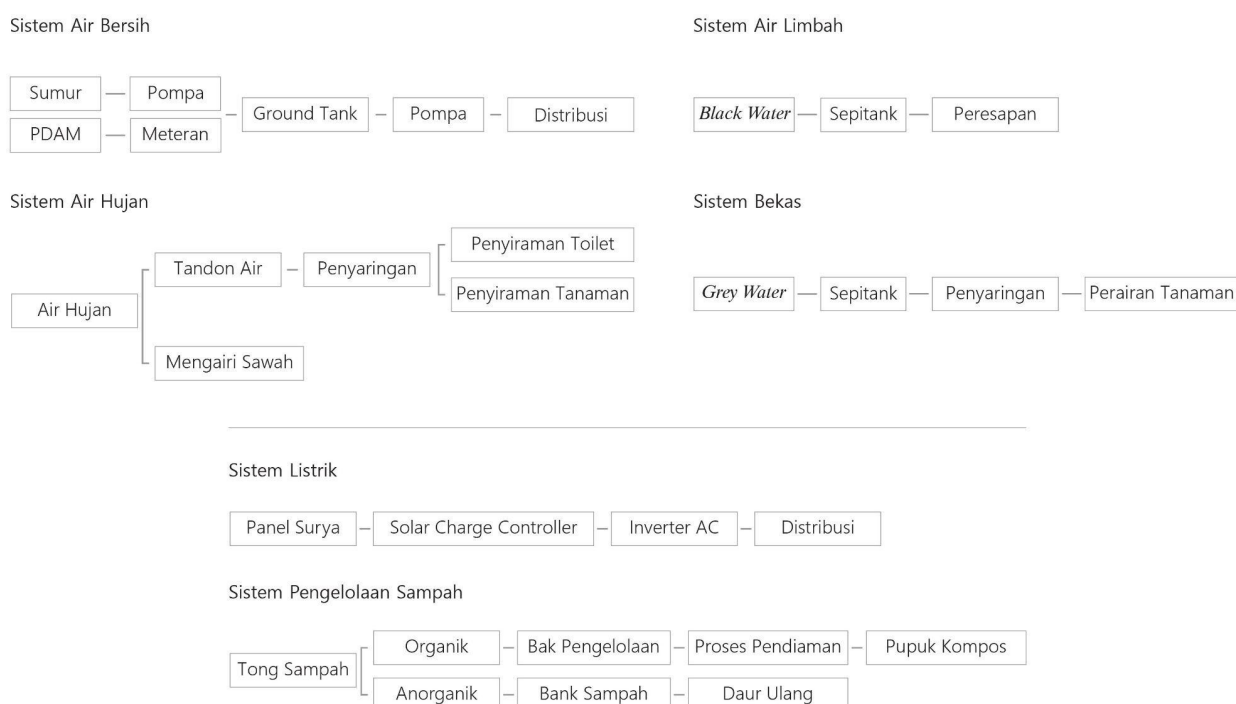 Sistem Air Bersih
Sumur
Pompa
PDAM
Meteran
Ground Tank
Pompa
Distribusi
Sistem Air Limbah
Black Water
Sepitank
Peresapan
Sistem Air Hujan
Air Hujan
Tandon Air
Penyaringan
Penyiraman Toilet
Penyiraman Tanaman
Mengairi Sawah
Sistem Bekas
Grey Water
Sepitank
Penyaringan
Perairan Tanaman
Sistem Listrik
Panel Surya
Solar Charge Controller
Inverter AC
Distribusi
Sistem Pengelolaan Sampah
Tong Sampah
Organik
Bak Pengelolaan
Proses Pendiaman
Pupuk Kompos
Anorganik
Bank Sampah
Daur Ulang